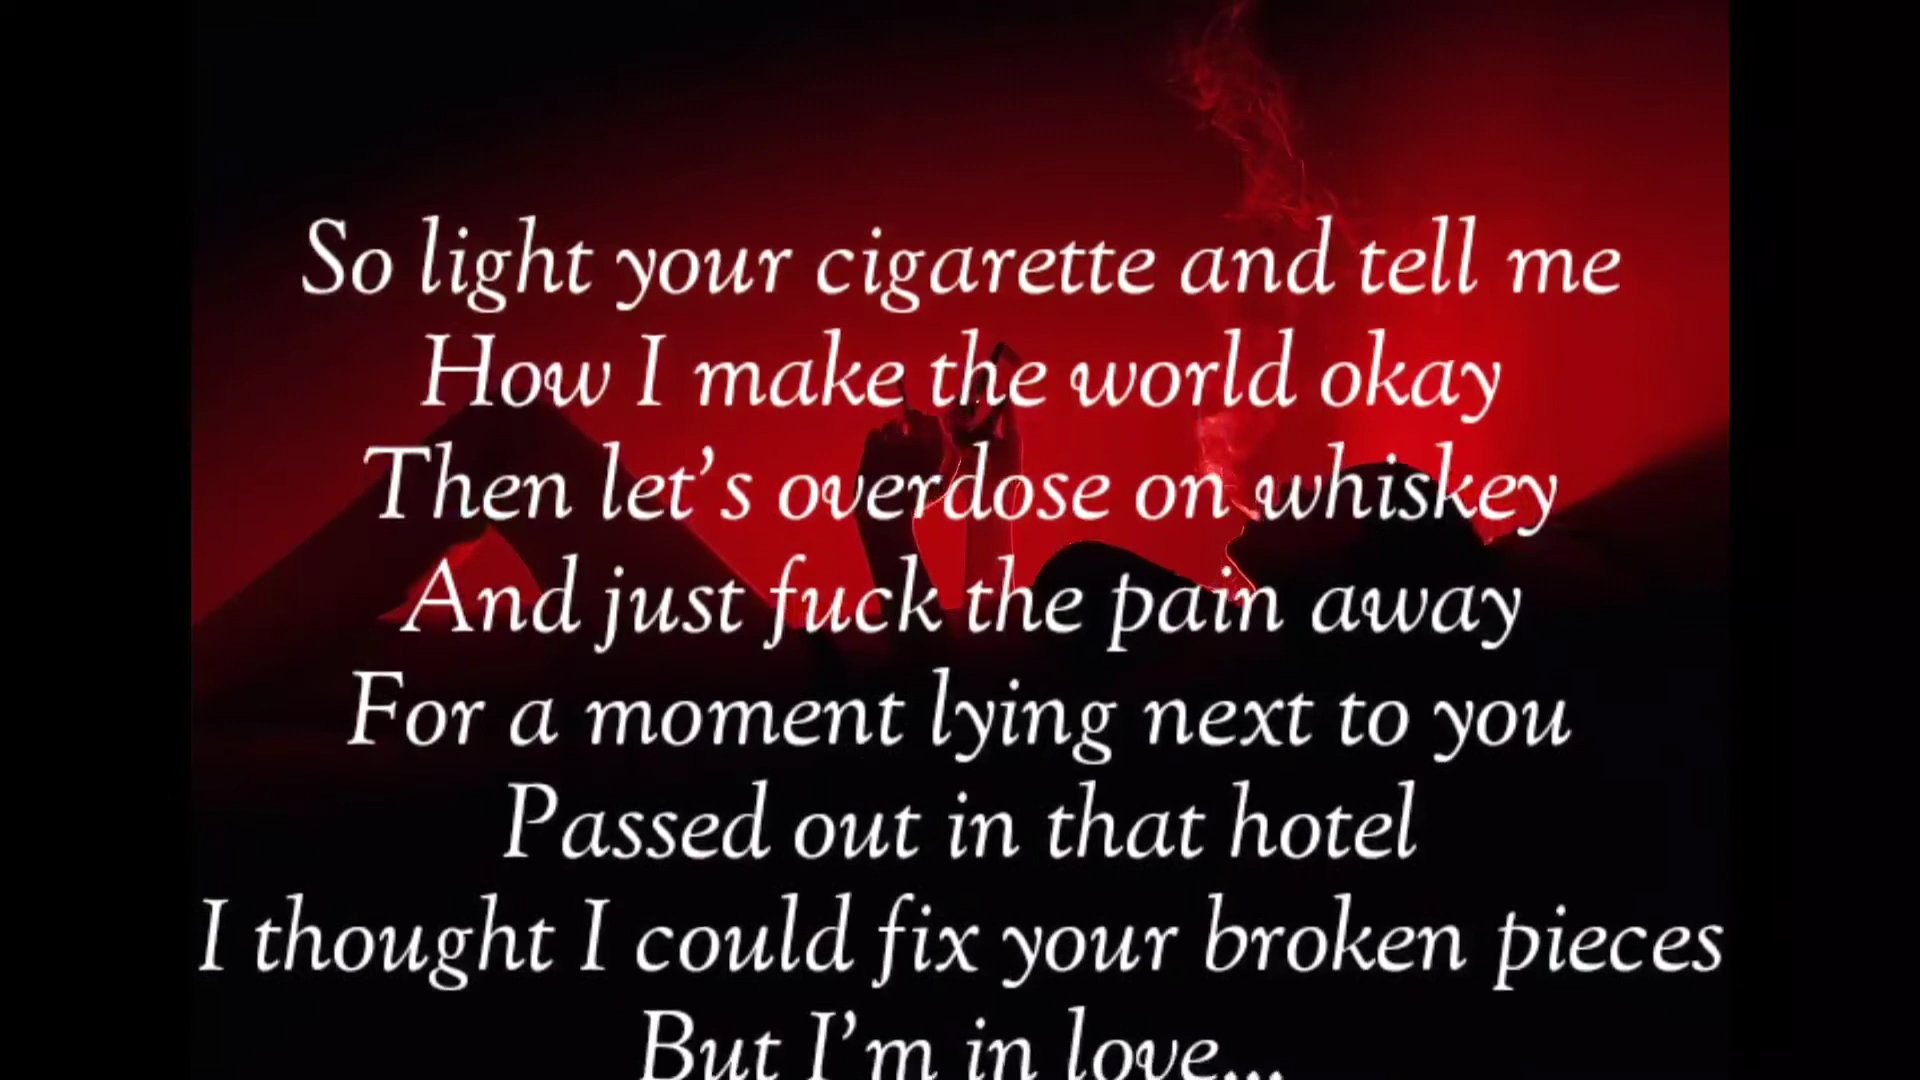 So light your cigarette and tell me
How I make the world okay
Then let’s overdose on whiskey
And just fuck the pain away
For a moment lying next to you
Passed out in that hotel
I thought I could fix your broken pieces
But I’m in love...